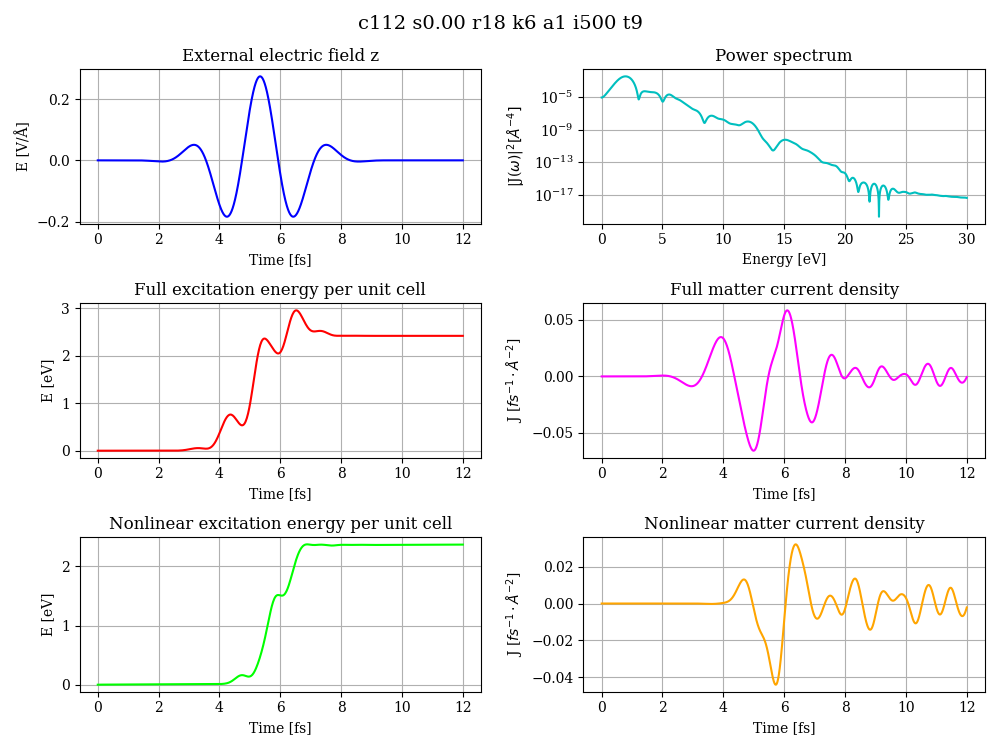 c112 s0.00 r18 k6 a1 i500 t9
External electric field z
E [V/Å]
0.2
0.0
−0.2
0 2 4 6 8 10 12
Time [fs]
Power spectrum
|J(ω)|² [Å⁻⁴]
10⁻⁵
10⁻⁹
10⁻¹³
10⁻¹⁷
0 5 10 15 20 25 30
Energy [eV]
Full excitation energy per unit cell
E [eV]
3
2
1
0
0 2 4 6 8 10 12
Time [fs]
Full matter current density
J [fs⁻¹ · Å⁻²]
0.05
0.00
−0.05
0 2 4 6 8 10 12
Time [fs]
Nonlinear excitation energy per unit cell
E [eV]
2
1
0
0 2 4 6 8 10 12
Time [fs]
Nonlinear matter current density
J [fs⁻¹ · Å⁻²]
0.02
0.00
−0.02
−0.04
0 2 4 6 8 10 12
Time [fs]